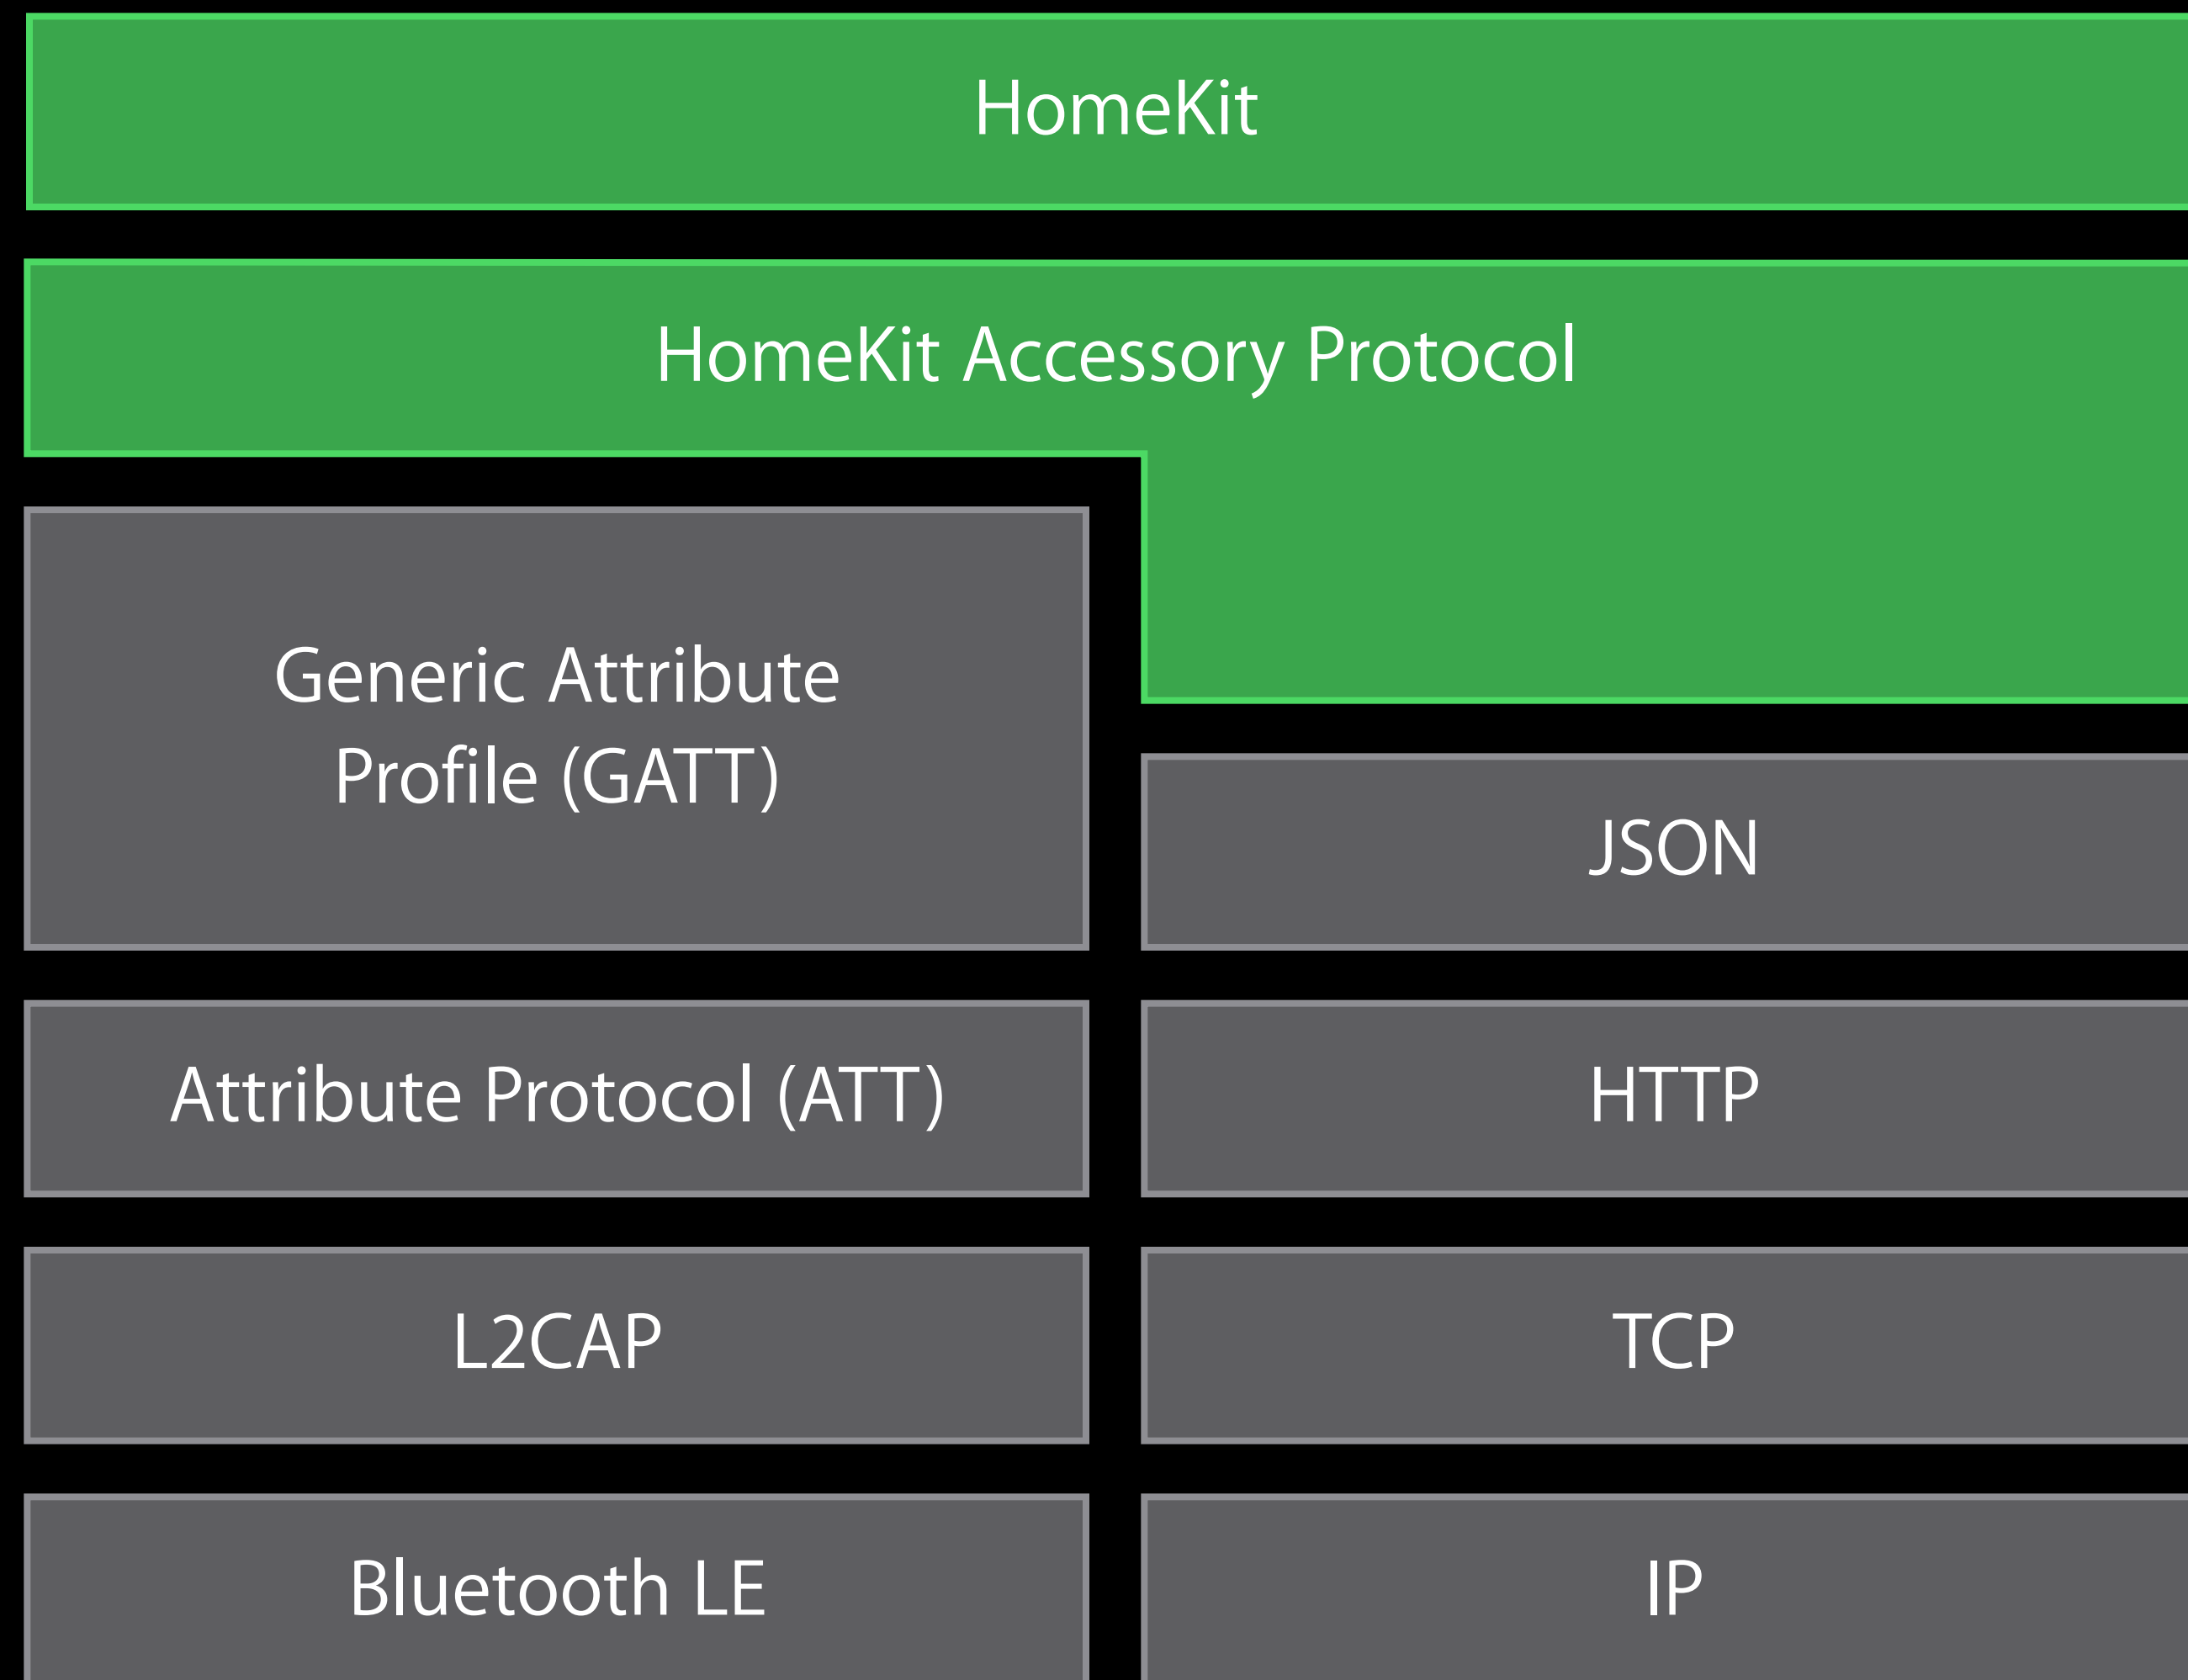 HomeKit
HomeKit Accessory Protocol
Generic Attribute
Profile (GATT)
JSON
Attribute Protocol (ATT)
HTTP
L2CAP
TCP
Bluetooth LE
IP